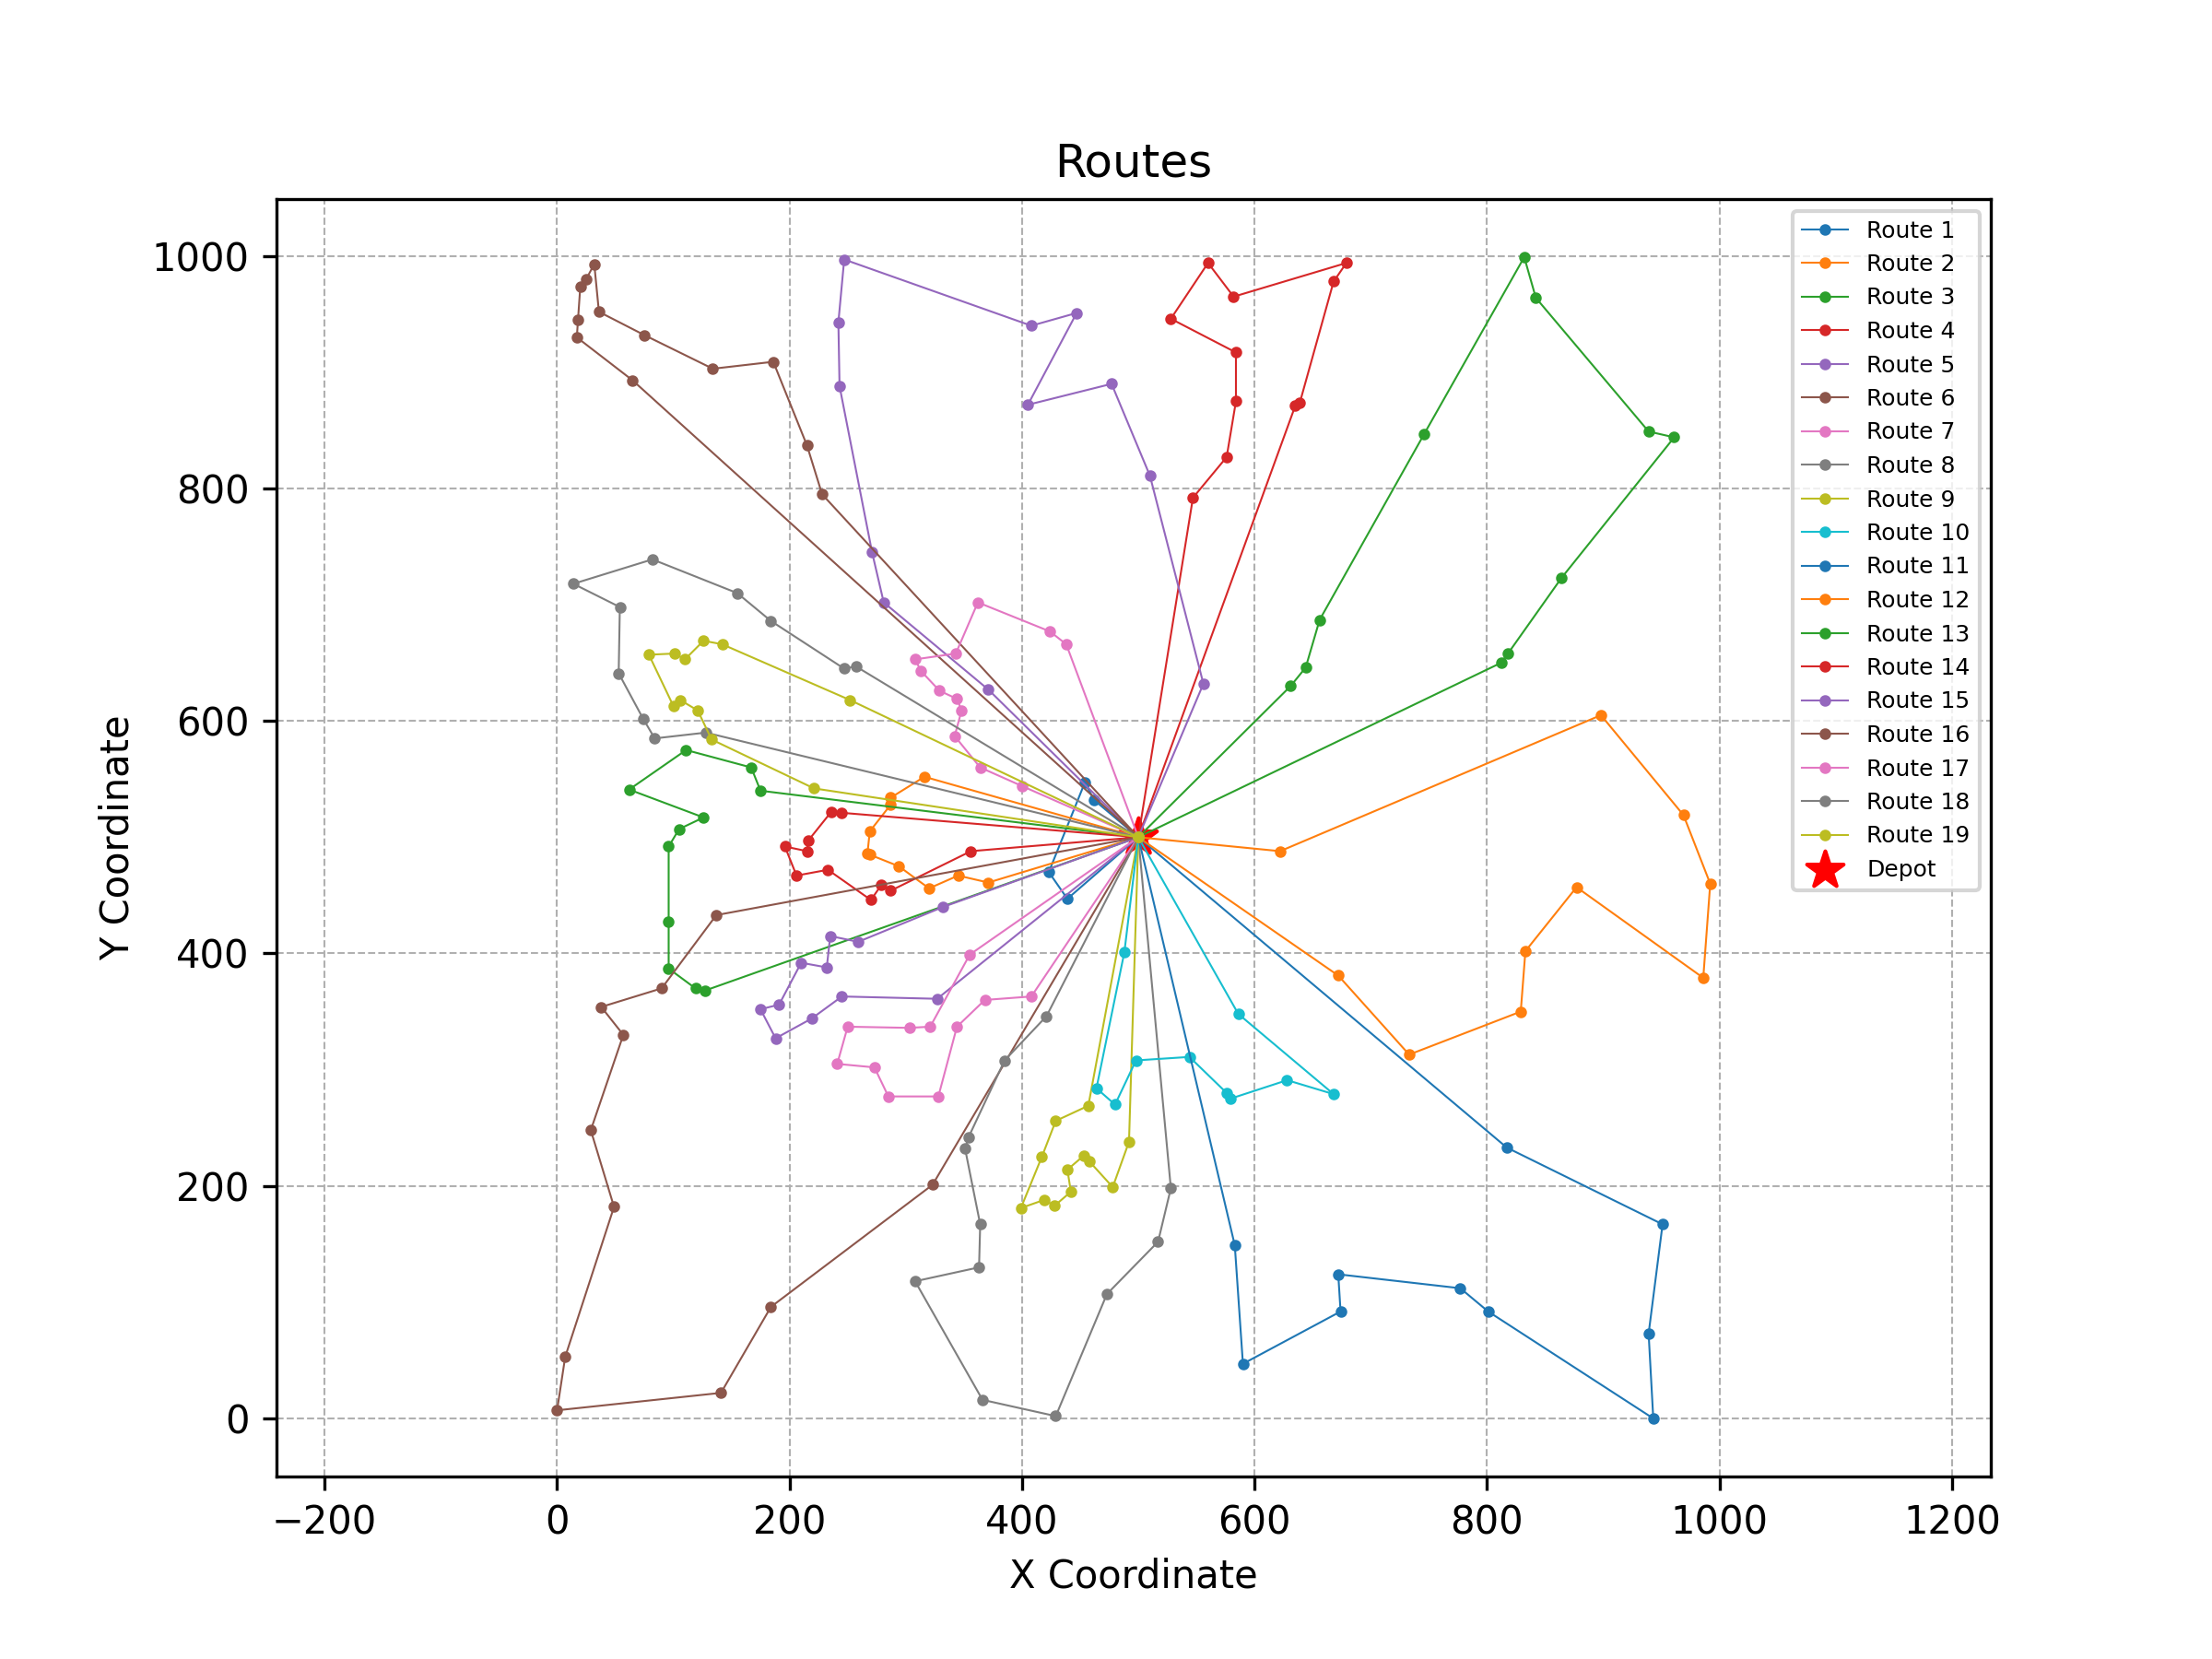 Routes
Y Coordinate
1000
800
600
400
200
0
−200 0 200 400 600 800 1000 1200
X Coordinate
Route 1
Route 2
Route 3
Route 4
Route 5
Route 6
Route 7
Route 8
Route 9
Route 10
Route 11
Route 12
Route 13
Route 14
Route 15
Route 16
Route 17
Route 18
Route 19
Depot